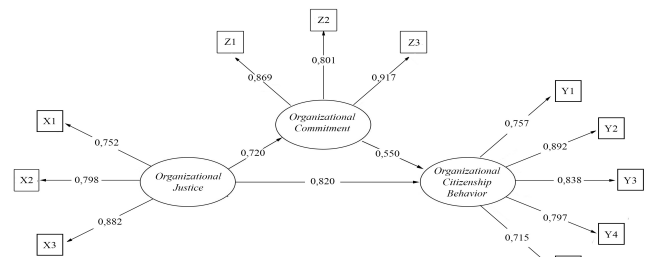 Z2
Z1
Z3
0,801
0,869
0,917
Y1
X1
Organizational
Commitment
0,757
Y2
0,752
0,720
0,550
0,892
X2
0,798
Organizational
Justice
0,820
Organizational
Citizenship
Behavior
0,838
Y3
0,882
0,797
X3
0,715
Y4